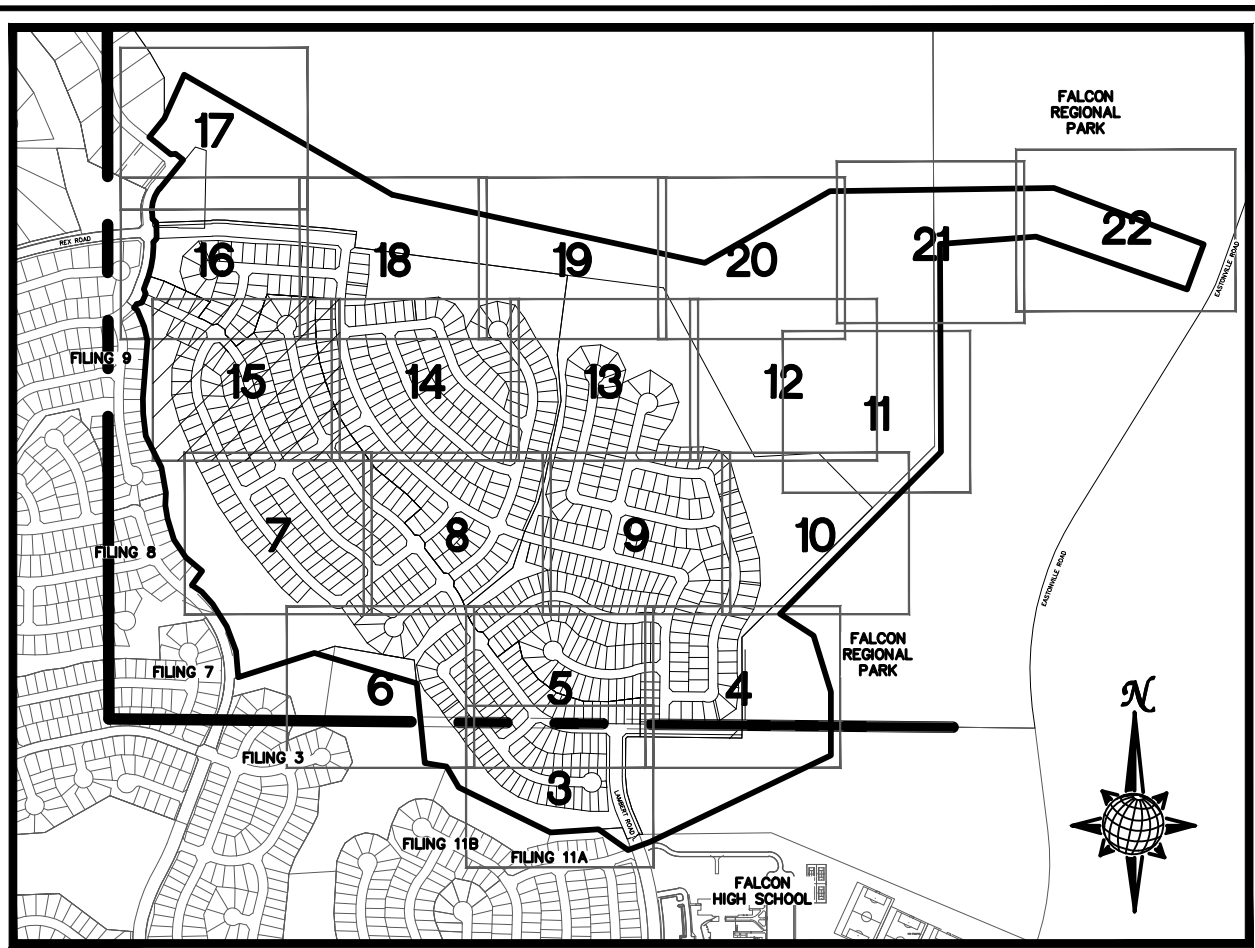 FALCON
REGIONAL
PARK
17
22
REX ROAD
16
18
19
20
21
EASTONVILLE ROAD
FILING 9
15
14
13
12
11
7
8
9
10
FILING 8
EASTONVILLE ROAD
FALCON
REGIONAL
PARK
FILING 7
6
5
4
N
FILING 3
3
LAMBERT ROAD
FILING 11B
FILING 11A
FALCON
HIGH SCHOOL